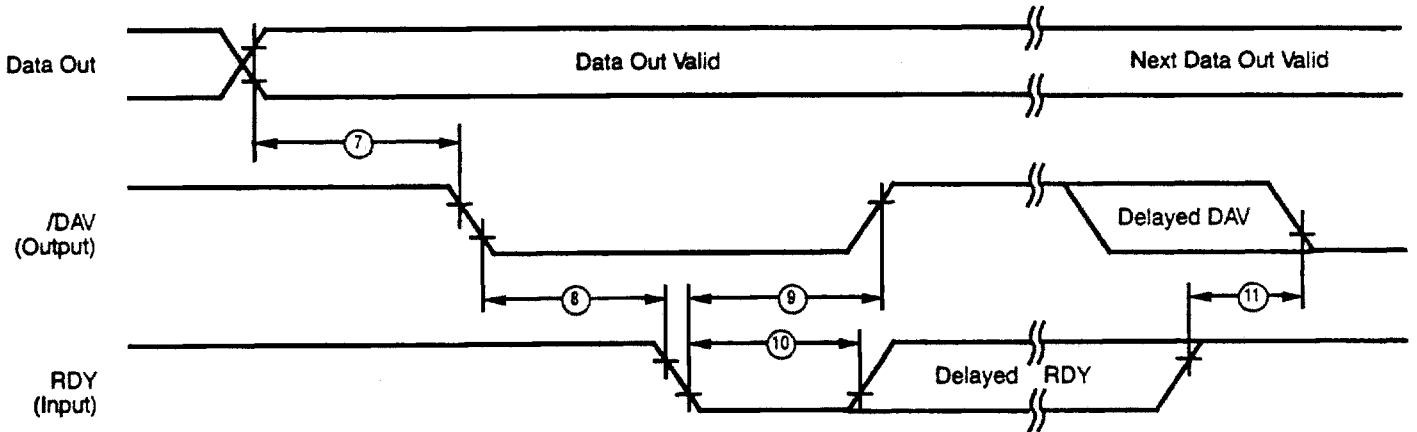 Data Out
Data Out Valid
Next Data Out Valid
7
/DAV
(Output)
Delayed DAV
8
9
11
10
RDY
(Input)
Delayed RDY